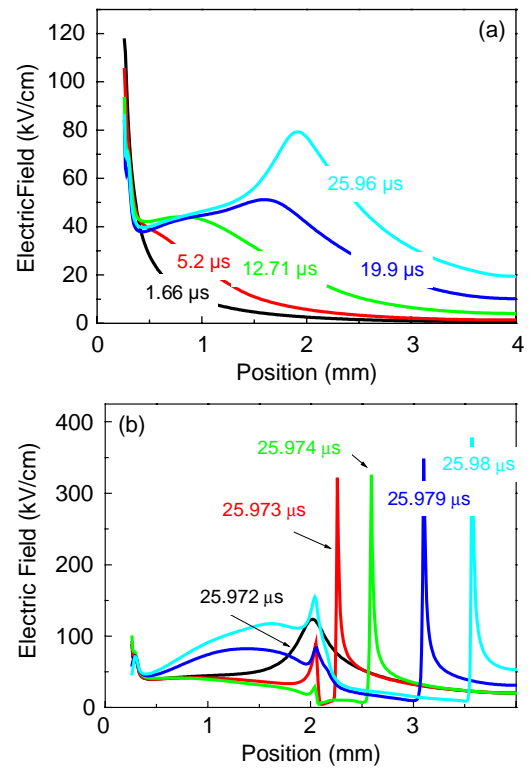 (a)
120
100
80
60
40
20
0
ElectricField (kV/cm)
25.96 µs
5.2 µs
12.71 µs
19.9 µs
1.66 µs
0
1
2
3
4
Position (mm)
(b)
400
300
200
100
0
Electric Field (kV/cm)
25.974 µs
25.98 µs
25.979 µs
25.973 µs
25.972 µs
0
1
2
3
4
Position (mm)